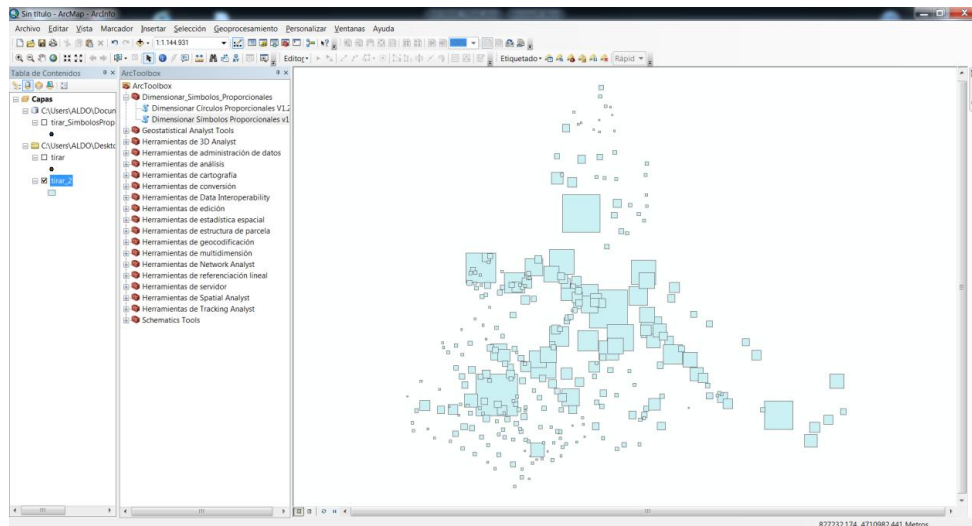 Sin título - ArcMap - ArcInfo
Archivo Editar Vista Marcador Insertar Selección Geoprocesamiento Personalizar Ventanas Ayuda
1:1.144.931
Editor Etiquetado Rápid
Tabla de Contenidos
ArcToolbox
Capas
C:\Users\ALDO\Docun
tirar_SimbolosProp
C:\Users\ALDO\Deskto
tirar
tirar_2
ArcToolbox
Dimensionar_Simbolos_Proporcionales
Dimensionar Círculos Proporcionales V1.2
Dimensionar Símbolos Proporcionales v1
Geostatistical Analyst Tools
Herramientas de 3D Analyst
Herramientas de administración de datos
Herramientas de análisis
Herramientas de cartografía
Herramientas de conversión
Herramientas de Data Interoperability
Herramientas de edición
Herramientas de estadística espacial
Herramientas de estructura de parcela
Herramientas de geocodificación
Herramientas de multidimensión
Herramientas de Network Analyst
Herramientas de referenciación lineal
Herramientas de servidor
Herramientas de Spatial Analyst
Herramientas de Tracking Analyst
Schematics Tools
827232,174 4710982,441 Metros